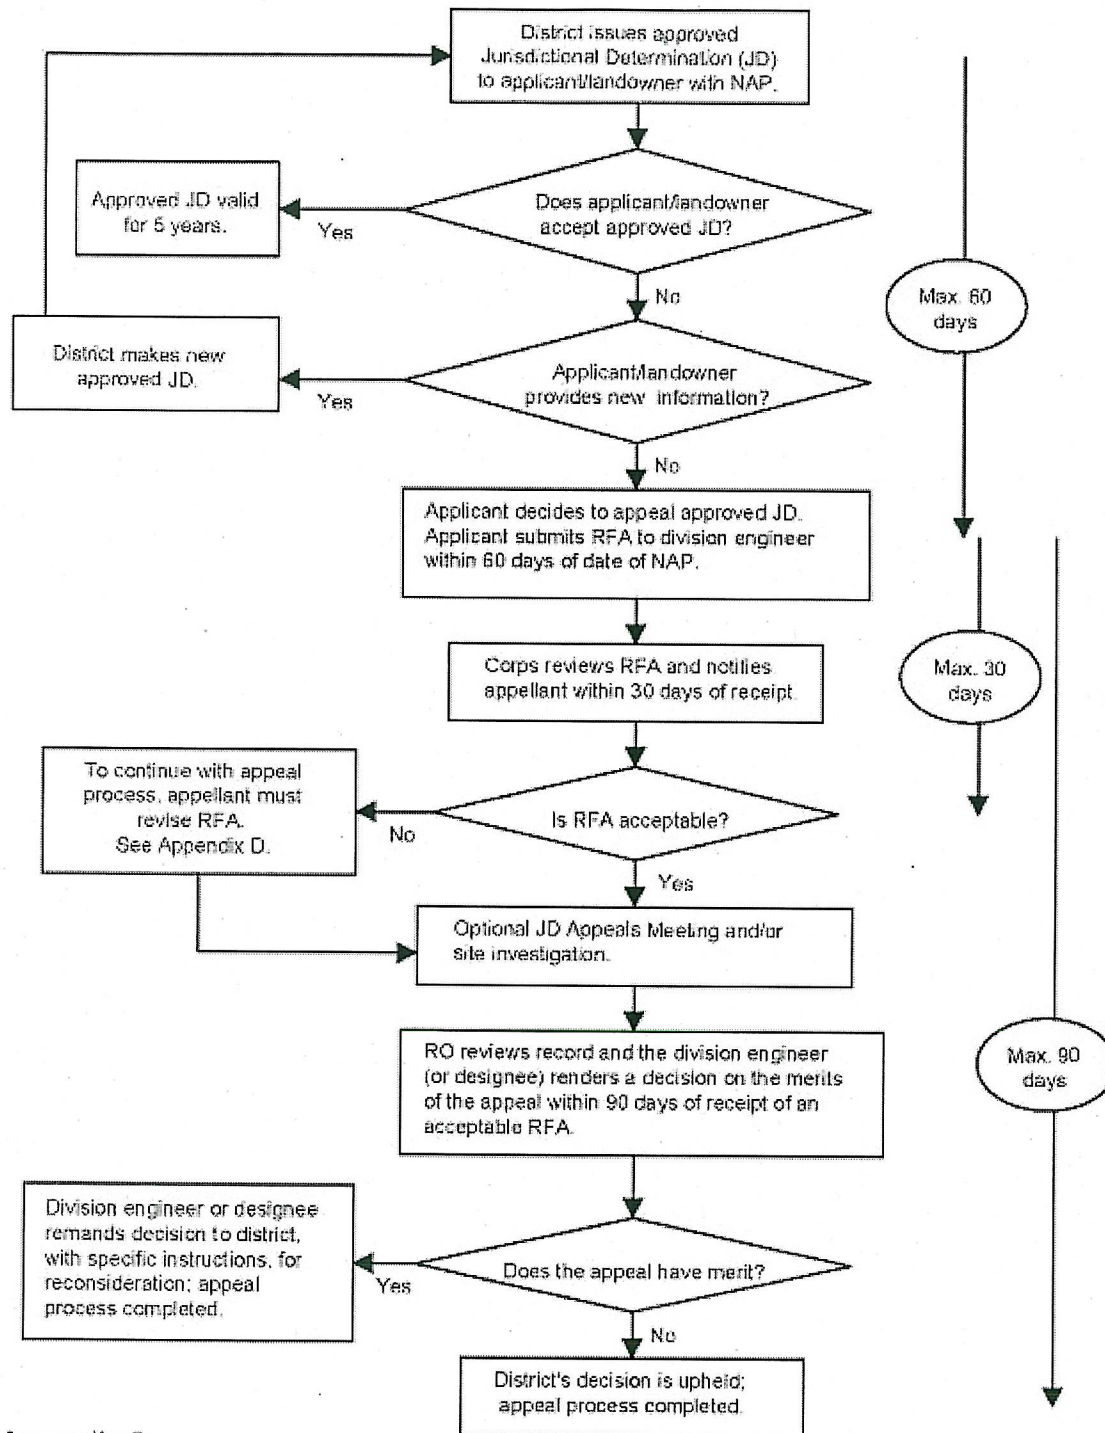 District issues approved
Jurisdictional Determination (JD)
to applicant/landowner with NAP.
Does applicant/landowner
accept approved JD?
Yes
Approved JD valid
for 5 years.
No
Max. 60
days
Applicant/landowner
provides new information?
Yes
District makes new
approved JD.
No
Applicant decides to appeal approved JD.
Applicant submits RFA to division engineer
within 60 days of date of NAP.
Corps reviews RFA and notifies
appellant within 30 days of receipt.
Max. 30
days
Is RFA acceptable?
No
To continue with appeal
process, appellant must
revise RFA.
See Appendix D.
Yes
Optional JD Appeals Meeting and/or
site investigation.
RO reviews record and the division engineer
(or designee) renders a decision on the merits
of the appeal within 90 days of receipt of an
acceptable RFA.
Max. 90
days
Does the appeal have merit?
Yes
Division engineer or designee
remands decision to district,
with specific instructions, for
reconsideration; appeal
process completed.
No
District's decision is upheld;
appeal process completed.